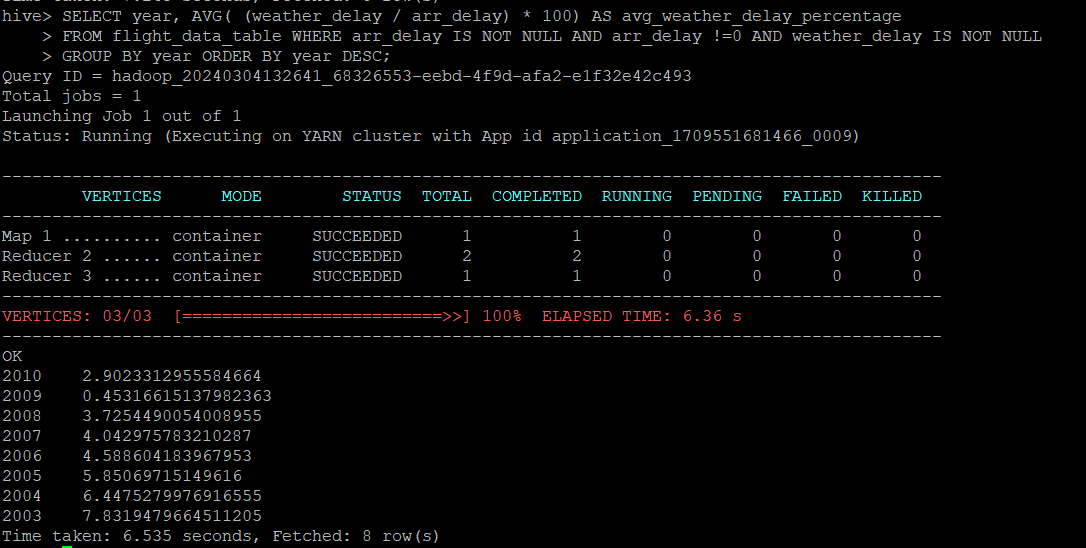 hive> SELECT year, AVG( (weather_delay / arr_delay) * 100) AS avg_weather_delay_percentage
    > FROM flight_data_table WHERE arr_delay IS NOT NULL AND arr_delay !=0 AND weather_delay IS NOT NULL
    > GROUP BY year ORDER BY year DESC;
Query ID = hadoop_20240304132641_68326553-eebd-4f9d-afa2-e1f32e42c493
Total jobs = 1
Launching Job 1 out of 1
Status: Running (Executing on YARN cluster with App id application_1709551681466_0009)
----------------------------------------------------------------------------------------------
        VERTICES      MODE        STATUS  TOTAL  COMPLETED  RUNNING  PENDING  FAILED  KILLED
----------------------------------------------------------------------------------------------
Map 1 .......... container     SUCCEEDED      1          1        0        0       0       0
Reducer 2 ...... container     SUCCEEDED      2          2        0        0       0       0
Reducer 3 ...... container     SUCCEEDED      1          1        0        0       0       0
----------------------------------------------------------------------------------------------
VERTICES: 03/03  [==========================>>] 100%  ELAPSED TIME: 6.36 s
----------------------------------------------------------------------------------------------
OK
2010    2.9023312955584664
2009    0.45316615137982363
2008    3.7254490054008955
2007    4.042975783210287
2006    4.588604183967953
2005    5.85069715149616
2004    6.4475279976916555
2003    7.8319479664511205
Time taken: 6.535 seconds, Fetched: 8 row(s)